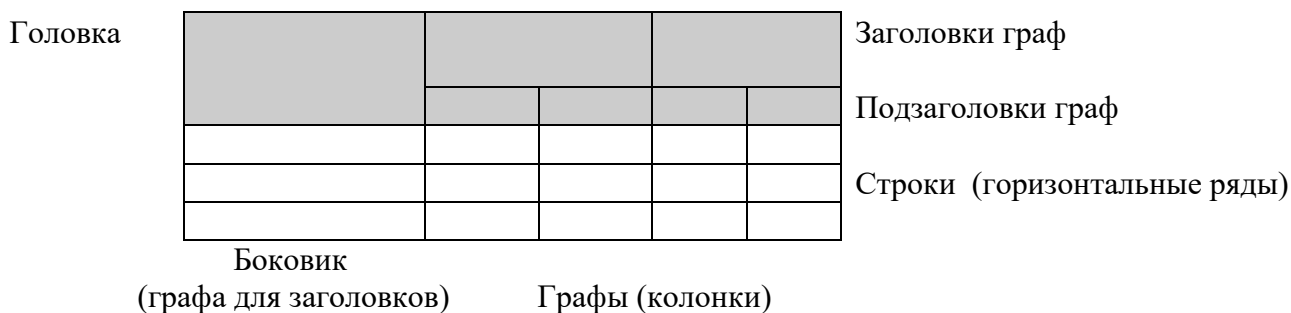 Головка
Заголовки граф
Подзаголовки граф
Строки (горизонтальные ряды)
Боковик
(графа для заголовков)
Графы (колонки)